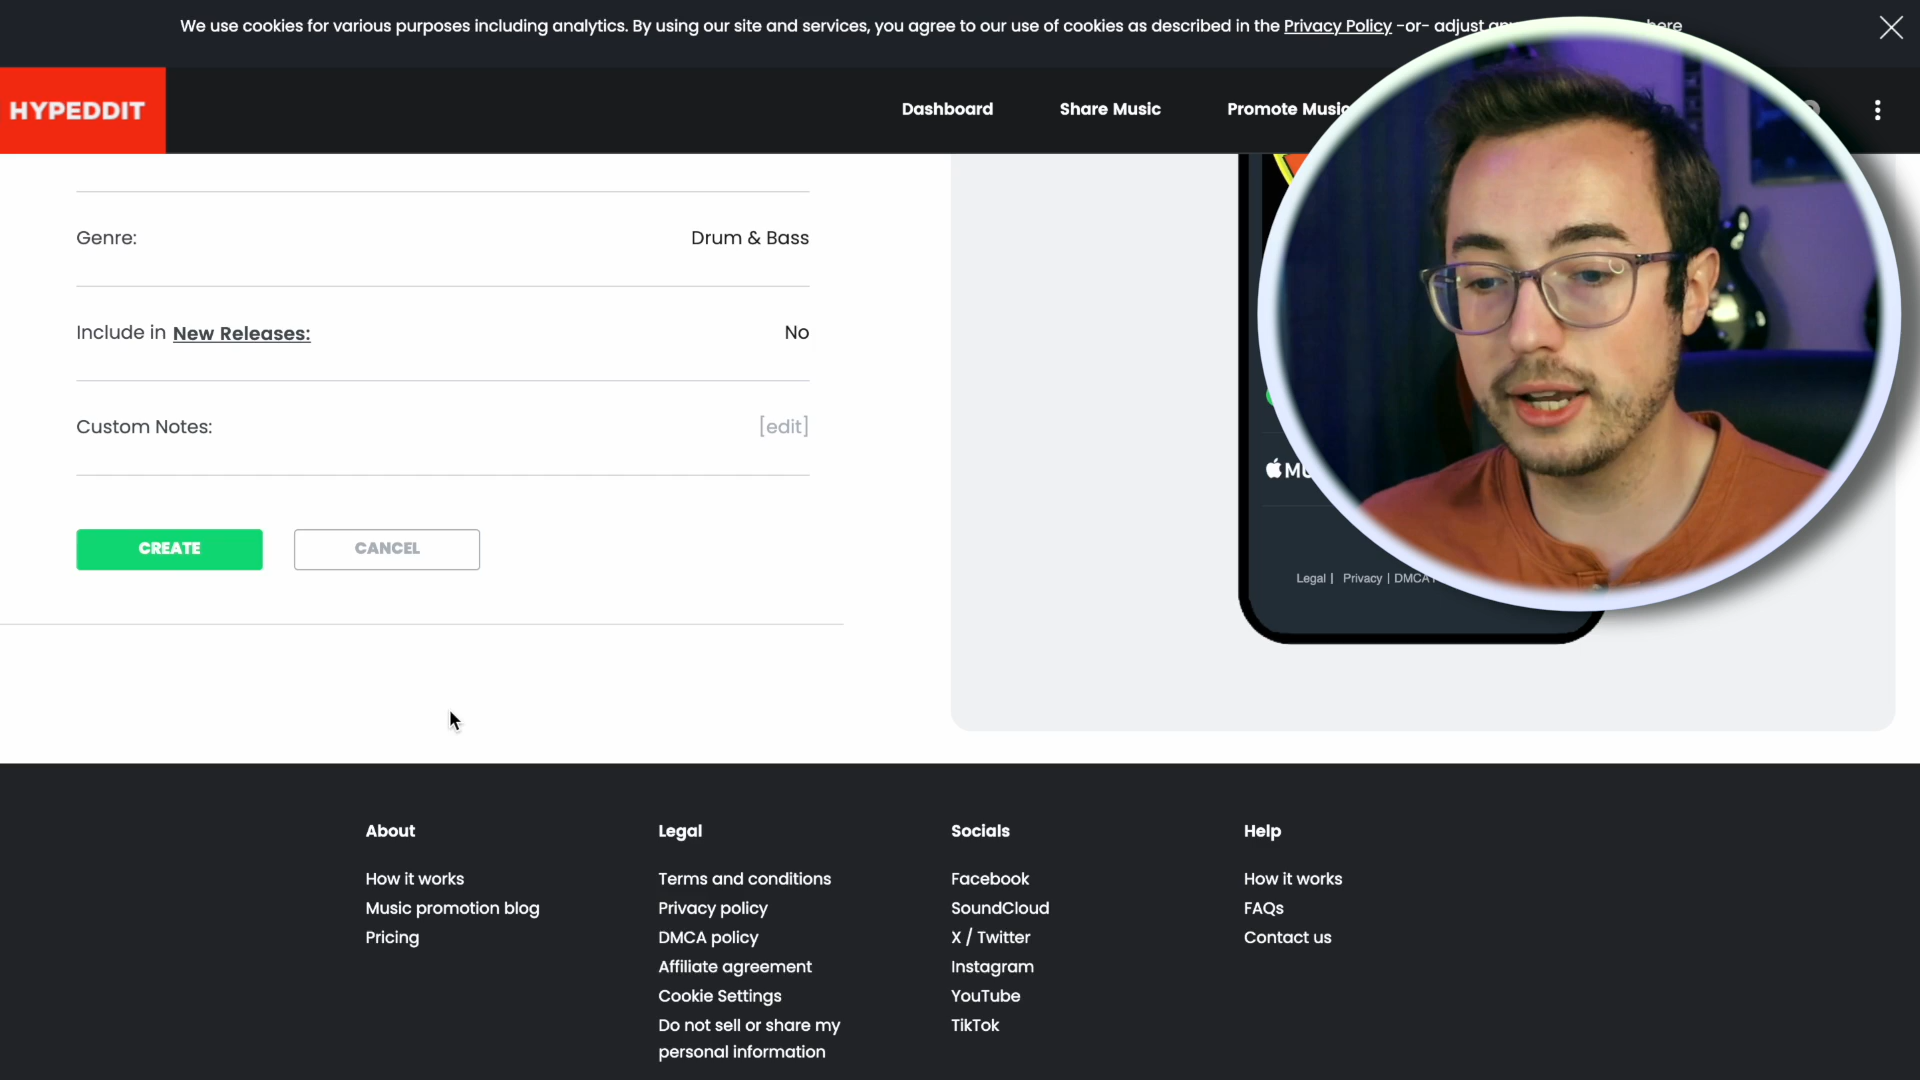 We use cookies for various purposes including analytics. By using our site and services, you agree to our use of cookies as described in the Privacy Policy -or- adjust
HYPEDDIT
Dashboard
Share Music
Promote Music
Genre:
Drum & Bass
Include in New Releases:
No
Custom Notes:
[edit]
CREATE
CANCEL
Legal | Privacy | DMCA
About
How it works
Music promotion blog
Pricing
Legal
Terms and conditions
Privacy policy
DMCA policy
Affiliate agreement
Cookie Settings
Do not sell or share my
personal information
Socials
Facebook
SoundCloud
X / Twitter
Instagram
YouTube
TikTok
Help
How it works
FAQs
Contact us